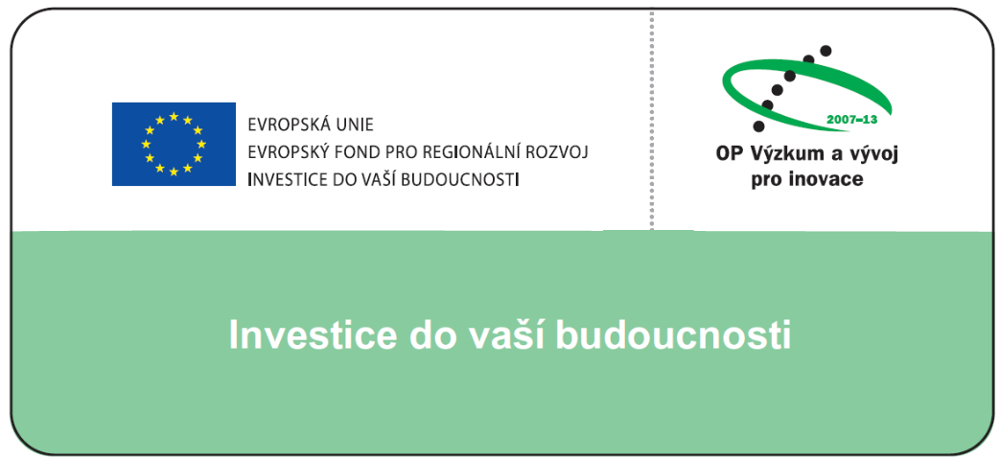 EVROPSKÁ UNIE
EVROPSKÝ FOND PRO REGIONÁLNÍ ROZVOJ
INVESTICE DO VAŠÍ BUDOUCNOSTI
2007–13
OP Výzkum a vývoj
pro inovace
Investice do vaší budoucnosti